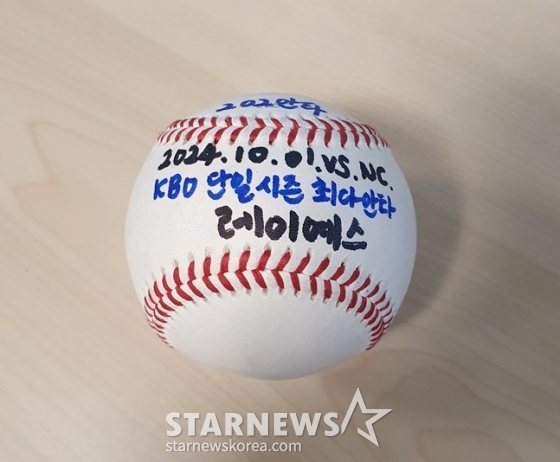 202안타
2024.10.01.VS.NC.
KBO 단일시즌 최다안타
레이예스
STARNEWS
starnewskorea.com